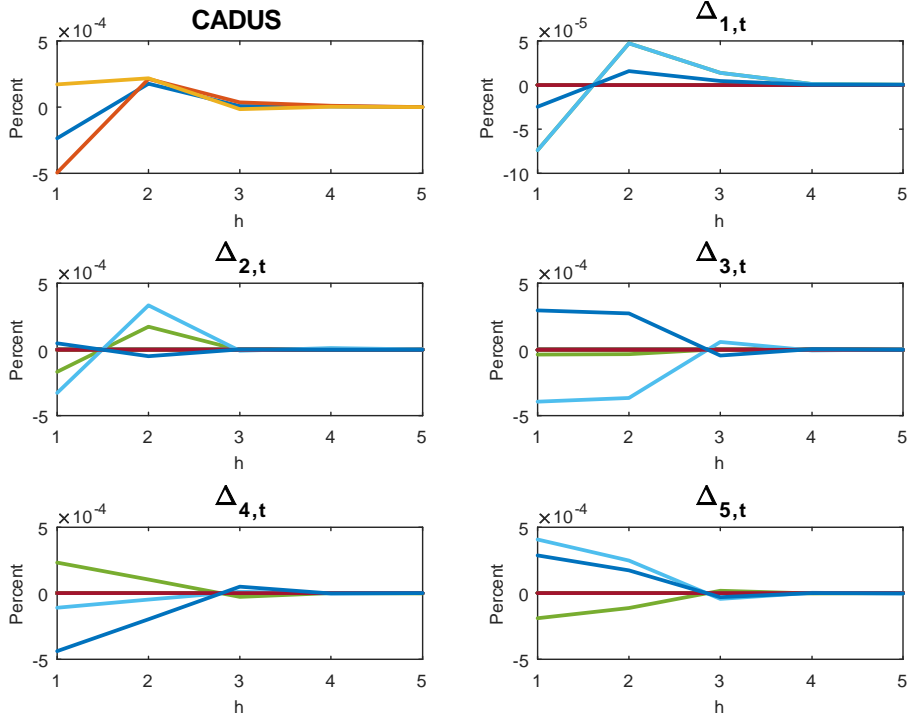 CADUS
×10⁻⁴
Percent
5
0
-5
1 2 3 4 5
h
Δ₁,ₜ
×10⁻⁵
Percent
5
0
-5
-10
1 2 3 4 5
h
Δ₂,ₜ
×10⁻⁴
Percent
5
0
-5
1 2 3 4 5
h
Δ₃,ₜ
×10⁻⁴
Percent
5
0
-5
1 2 3 4 5
h
Δ₄,ₜ
×10⁻⁴
Percent
5
0
-5
1 2 3 4 5
h
Δ₅,ₜ
×10⁻⁴
Percent
5
0
-5
1 2 3 4 5
h